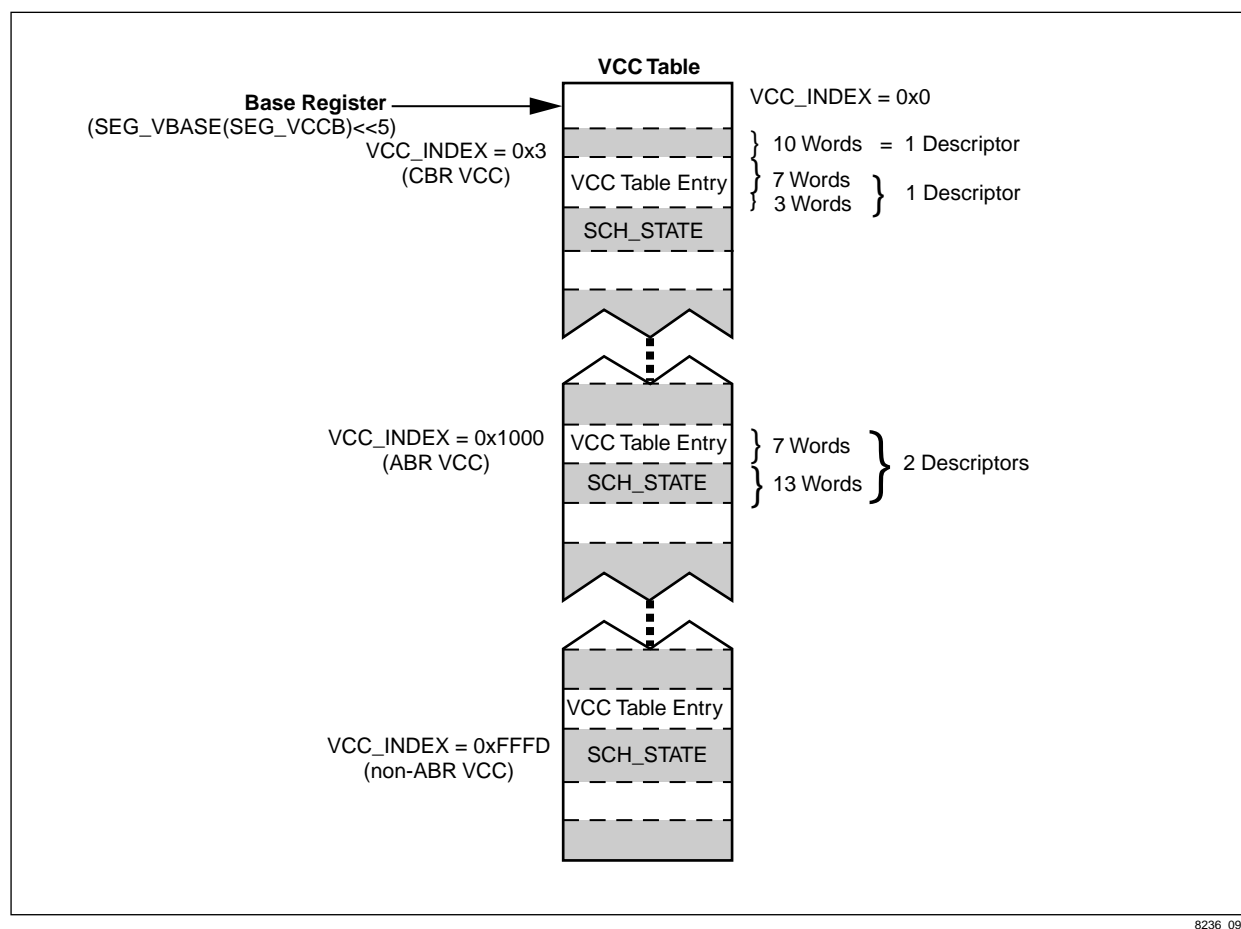 VCC Table
Base Register
(SEG_VBASE(SEG_VCCB)<<5)
VCC_INDEX = 0x0
VCC_INDEX = 0x3
(CBR VCC)
} 10 Words = 1 Descriptor
VCC Table Entry
} 7 Words
} 3 Words
} 1 Descriptor
SCH_STATE
VCC_INDEX = 0x1000
(ABR VCC)
VCC Table Entry
} 7 Words
SCH_STATE
} 13 Words
} 2 Descriptors
VCC Table Entry
VCC_INDEX = 0xFFFD
(non-ABR VCC)
SCH_STATE
8236_09